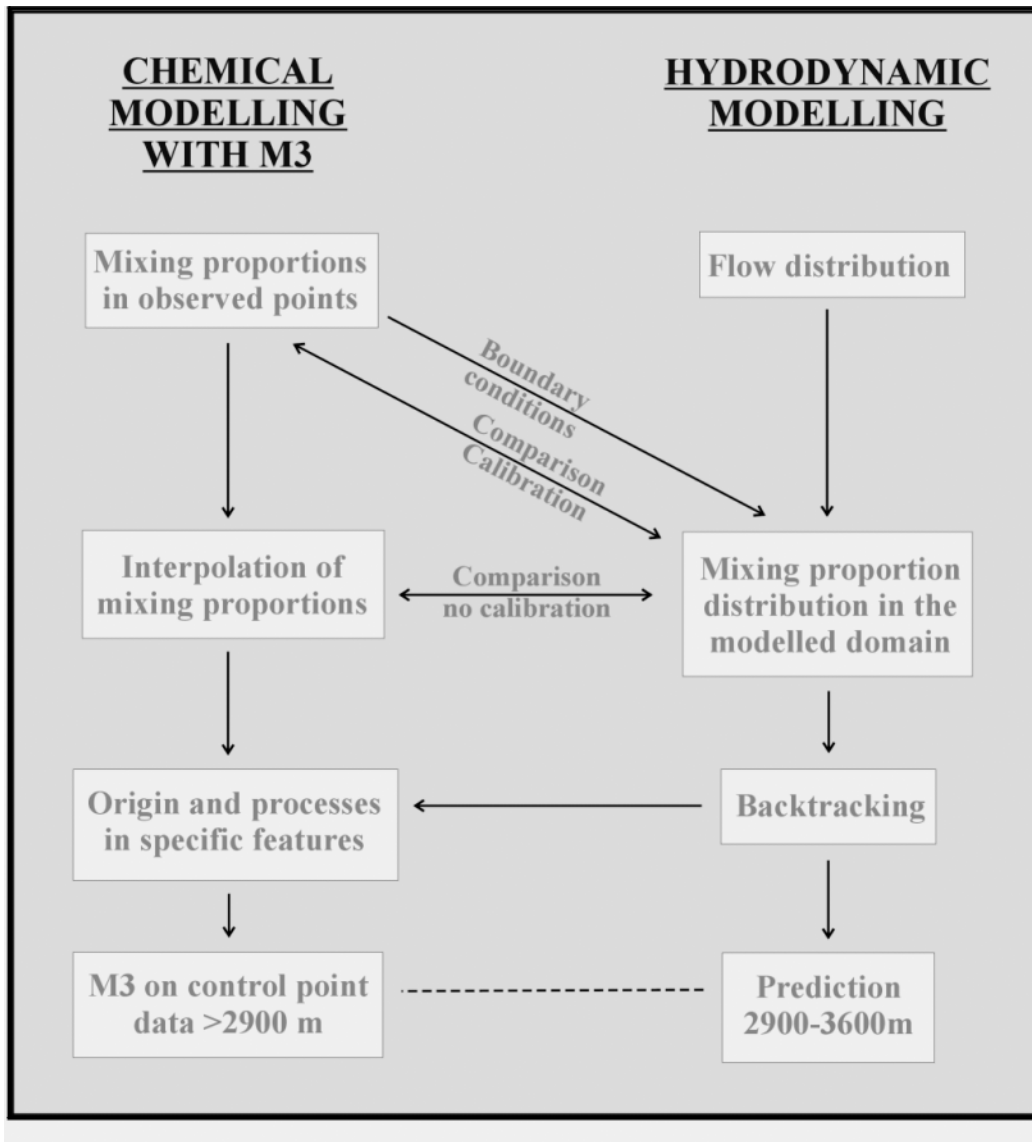 CHEMICAL
MODELLING
WITH M3
HYDRODYNAMIC
MODELLING
Mixing proportions
in observed points
Flow distribution
Boundary
conditions
Comparison
Calibration
Interpolation of
mixing proportions
Comparison
no calibration
Mixing proportion
distribution in the
modelled domain
Origin and processes
in specific features
Backtracking
M3 on control point
data >2900 m
Prediction
2900-3600m